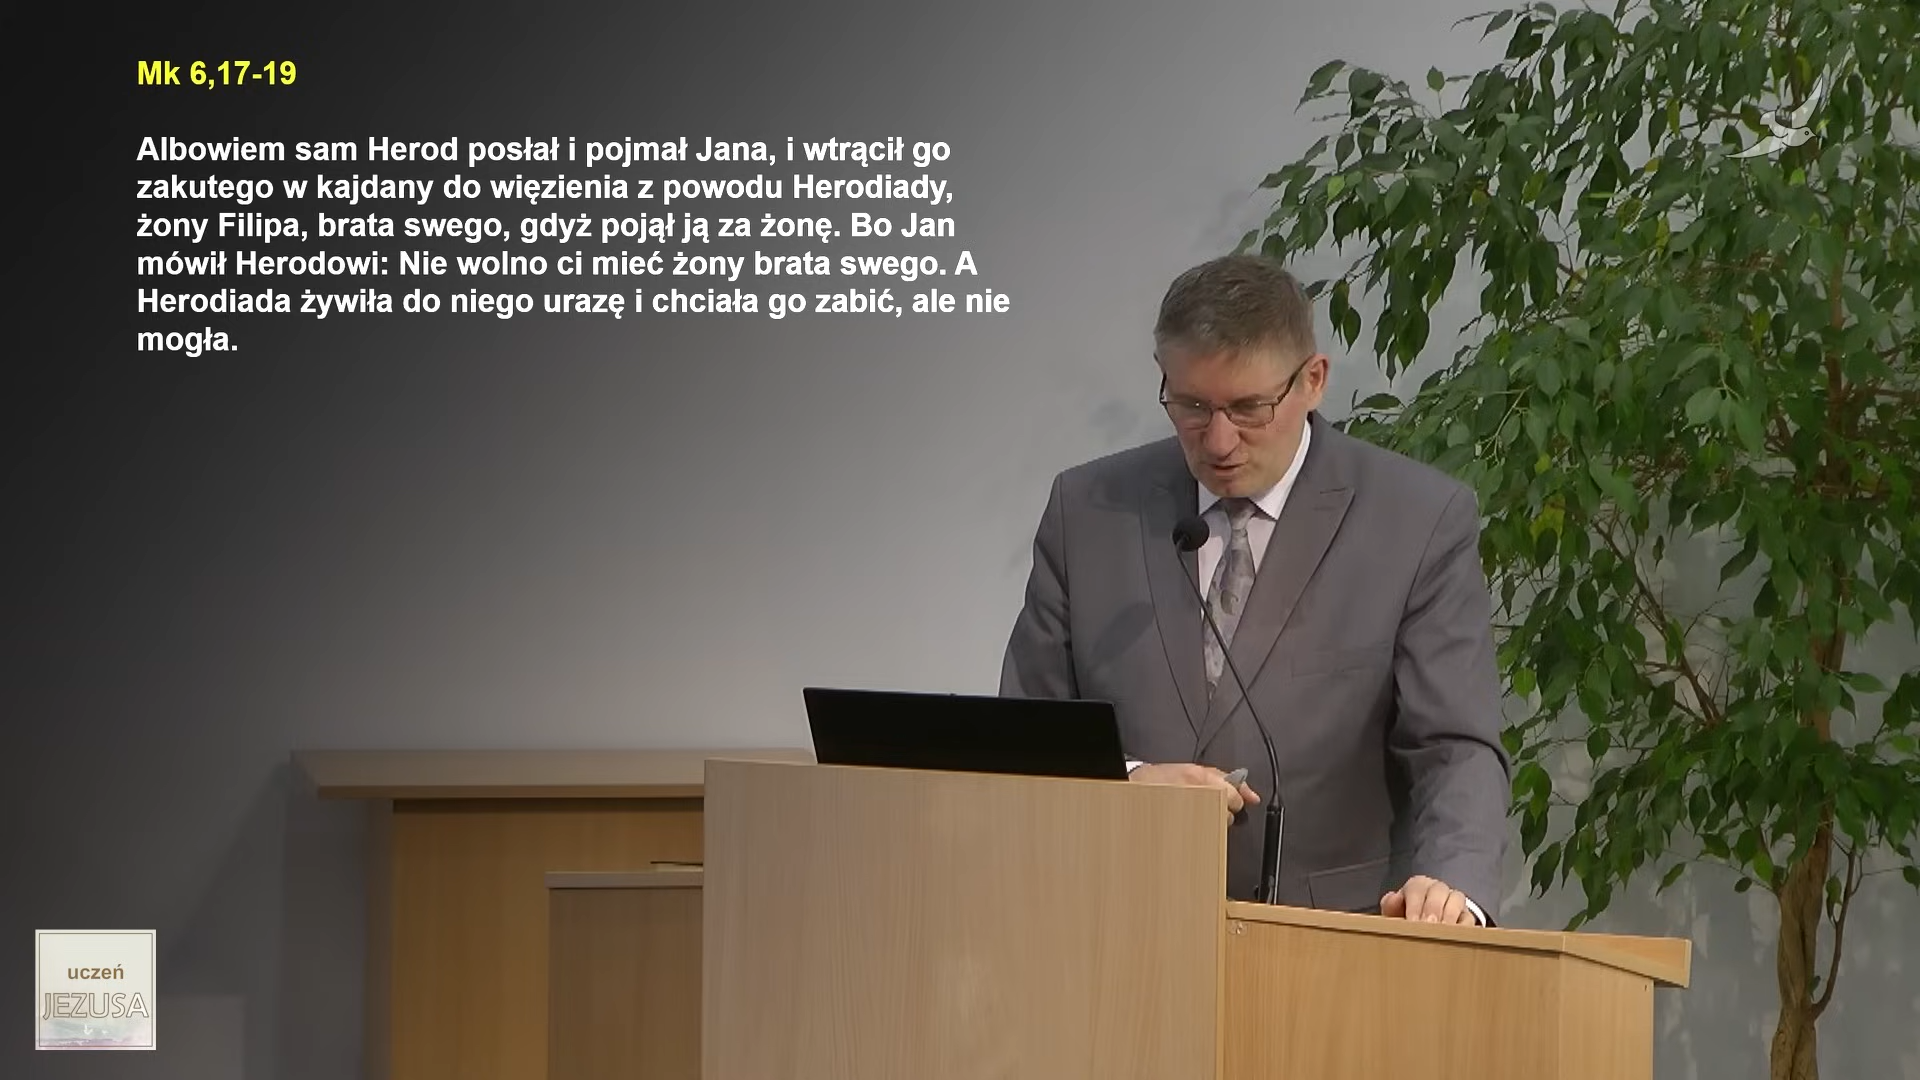 Mk 6,17-19
Albowiem sam Herod posłał i pojmał Jana, i wtrącił go
zakutego w kajdany do więzienia z powodu Herodiady,
żony Filipa, brata swego, gdyż pojął ją za żonę. Bo Jan
mówił Herodowi: Nie wolno ci mieć żony brata swego. A
Herodiada żywiła do niego urazę i chciała go zabić, ale nie
mogła.
uczeń
JEZUSA